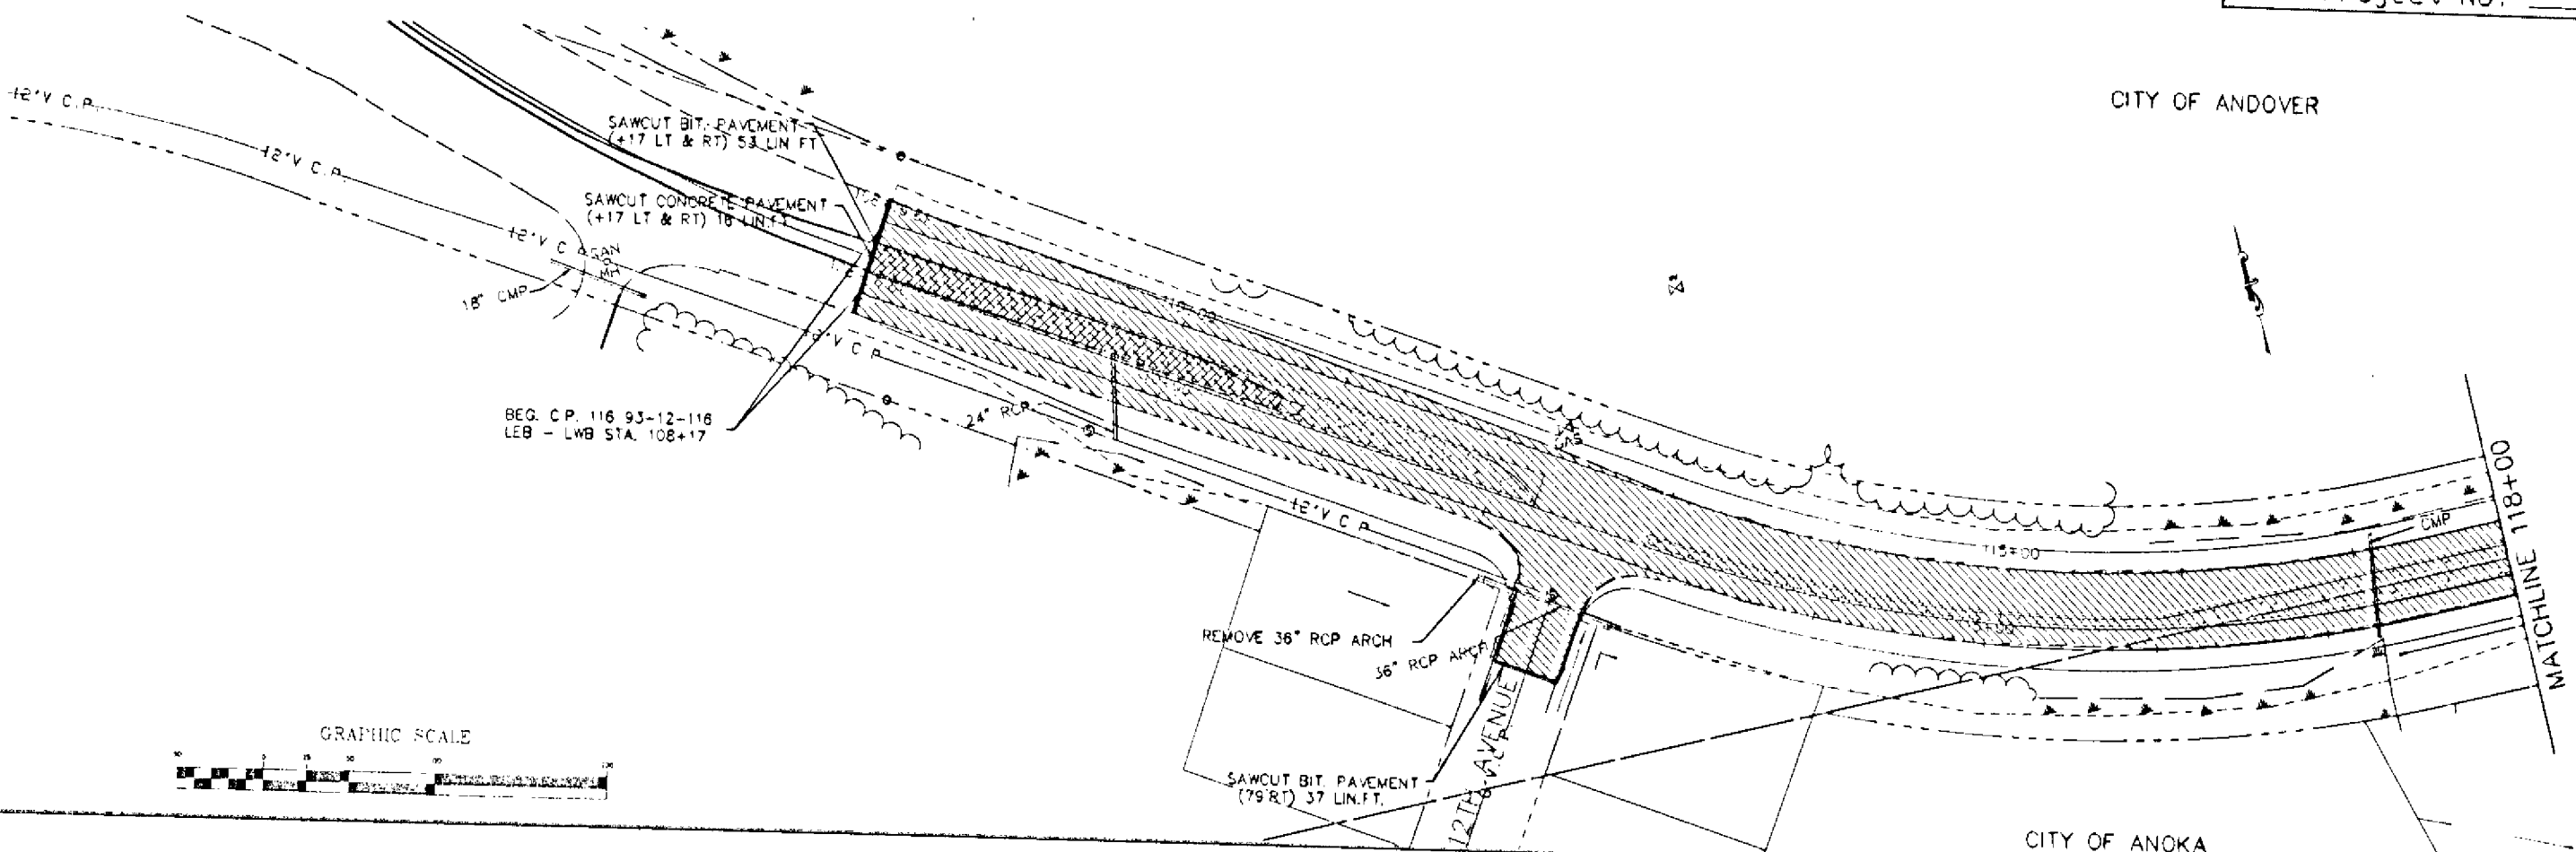 CITY OF ANDOVER
12"V C.P.
12"V C.P.
SAWCUT BIT. PAVEMENT
(+17 LT & RT) 53 LIN FT
SAWCUT CONCRETE PAVEMENT
(+17 LT & RT) 18 LIN.FT.
12"V C
SAN
MH
18" CMP
V C P
BEG. C.P. 116 93-12-116
LEB - LWB STA. 108+17
24" RCP
12"V C P
GAS
115+00
CMP
MATCHLINE 118+00
REMOVE 36" RCP ARCH
36" RCP ARCH
115+00
12TH AVENUE
SAWCUT BIT. PAVEMENT
(79 RT) 37 LIN.FT.
GRAPHIC SCALE
CITY OF ANOKA